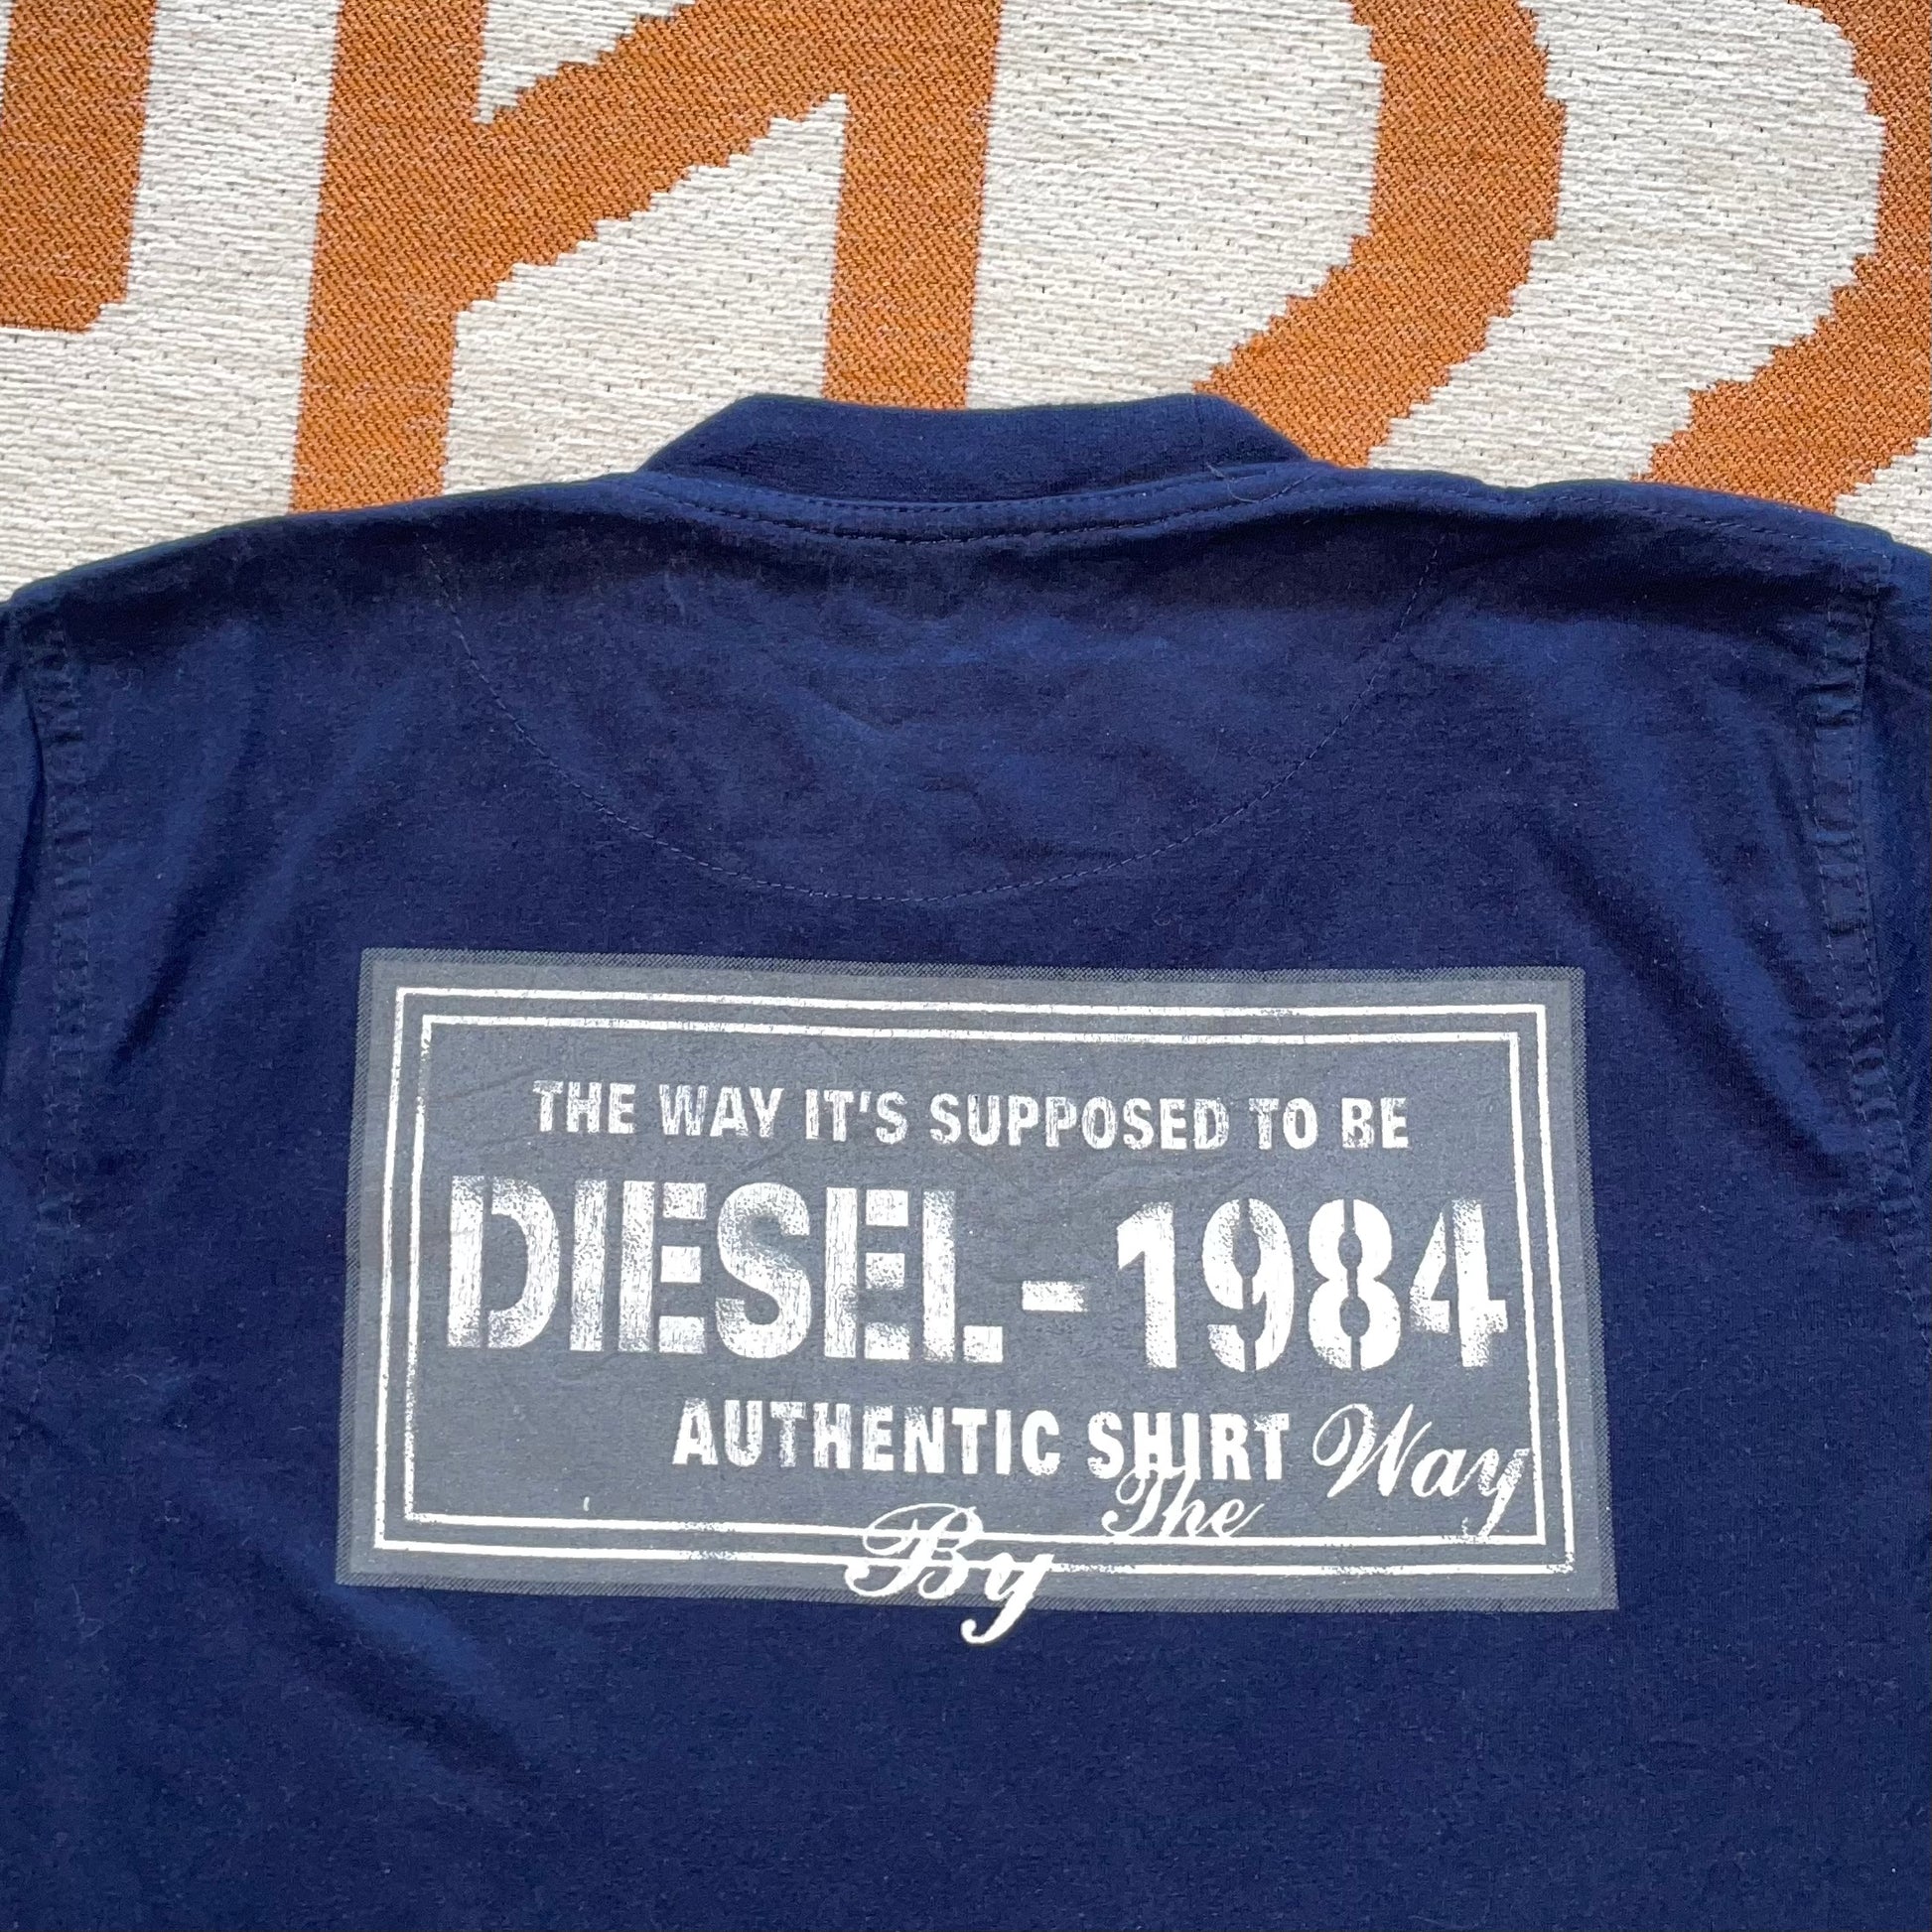 THE WAY IT'S SUPPOSED TO BE
DIESEL - 1984
AUTHENTIC SHIRT
By The Way